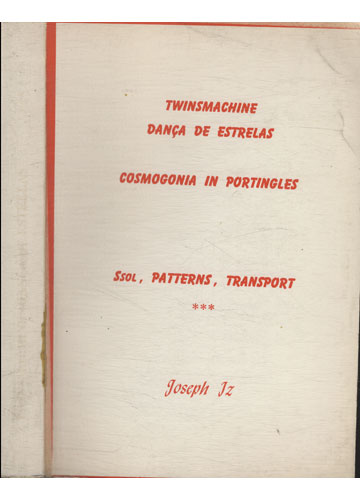 TWINSMACHINE
DANÇA DE ESTRELAS
COSMOGONIA IN PORTINGLES
SSOL, PATTERNS, TRANSPORT
***
Joseph Jz